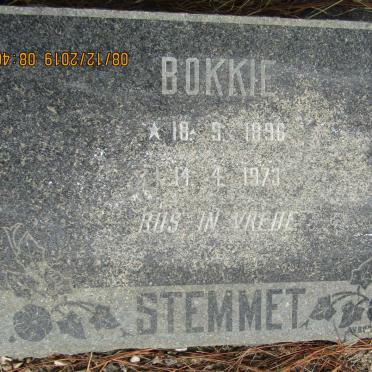 BOKKIE
* 18 9 1896
14 4 1973
RUS IN VREDE
STEMMET
08/12/2019 08:4